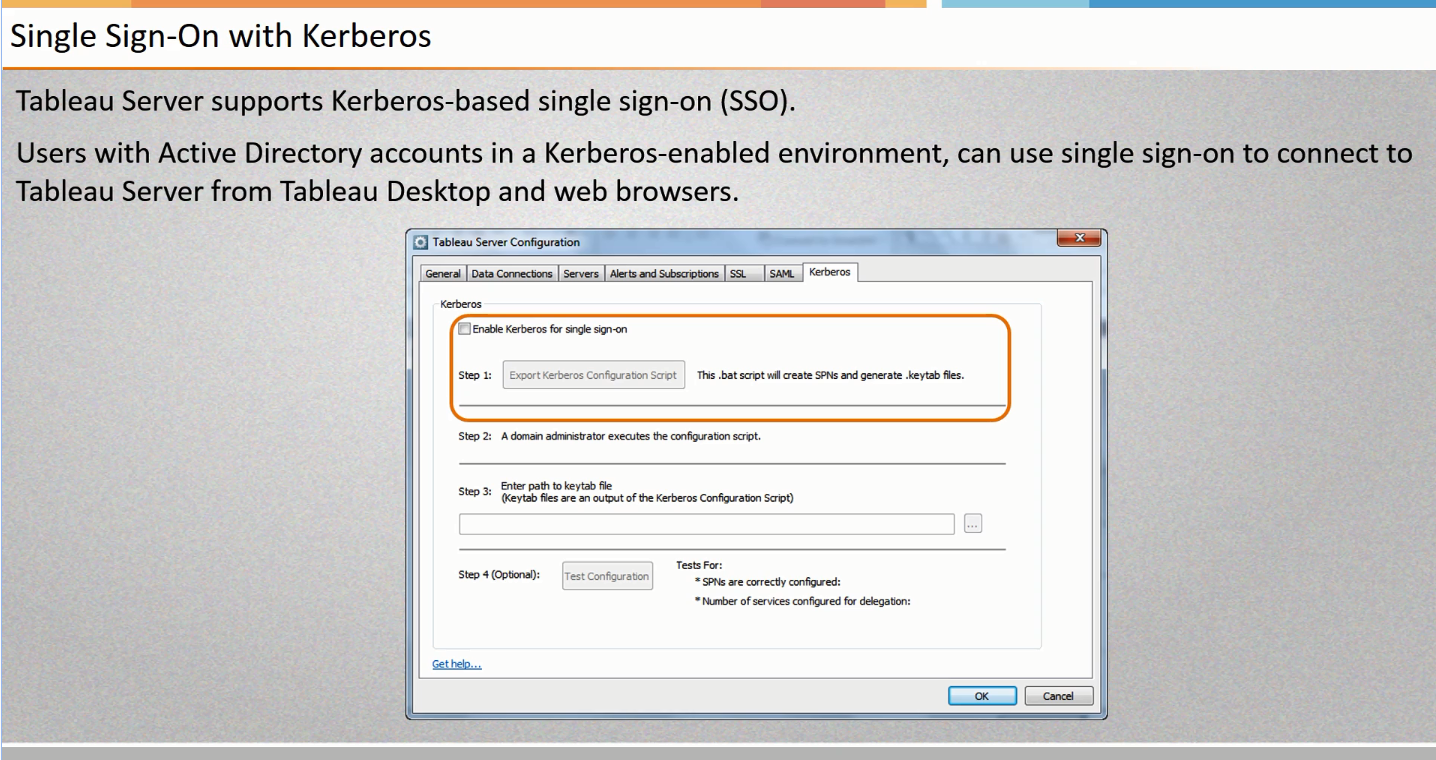 Single Sign-On with Kerberos
Tableau Server supports Kerberos-based single sign-on (SSO).
Users with Active Directory accounts in a Kerberos-enabled environment, can use single sign-on to connect to
Tableau Server from Tableau Desktop and web browsers.
Tableau Server Configuration
General Data Connections Servers Alerts and Subscriptions SSL SAML Kerberos
Kerberos
Enable Kerberos for single sign-on
Step 1: Export Kerberos Configuration Script This .bat script will create SPNs and generate .keytab files.
Step 2: A domain administrator executes the configuration script.
Step 3: Enter path to keytab file
(Keytab files are an output of the Kerberos Configuration Script)
...
Step 4 (Optional): Test Configuration Tests For:
* SPNs are correctly configured:
* Number of services configured for delegation:
Get help...
OK Cancel